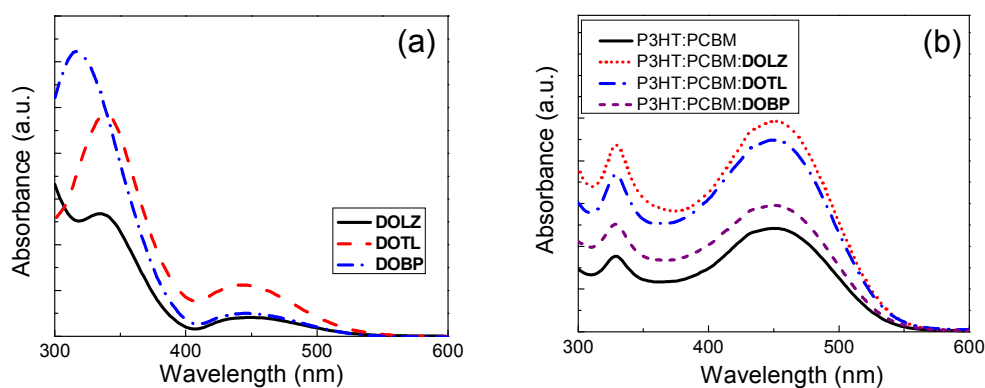 (a)
Absorbance (a.u.)
DOLZ
DOTL
DOBP
300 400 500 600
Wavelength (nm)
(b)
Absorbance (a.u.)
P3HT:PCBM
P3HT:PCBM:DOLZ
P3HT:PCBM:DOTL
P3HT:PCBM:DOBP
300 400 500 600
Wavelength (nm)